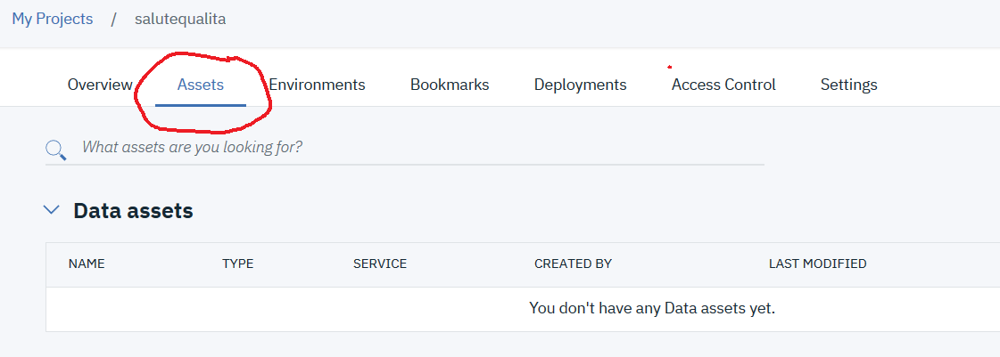 My Projects / salutequalita
Overview Assets Environments Bookmarks Deployments Access Control Settings
What assets are you looking for?
Data assets
NAME TYPE SERVICE CREATED BY LAST MODIFIED
You don't have any Data assets yet.